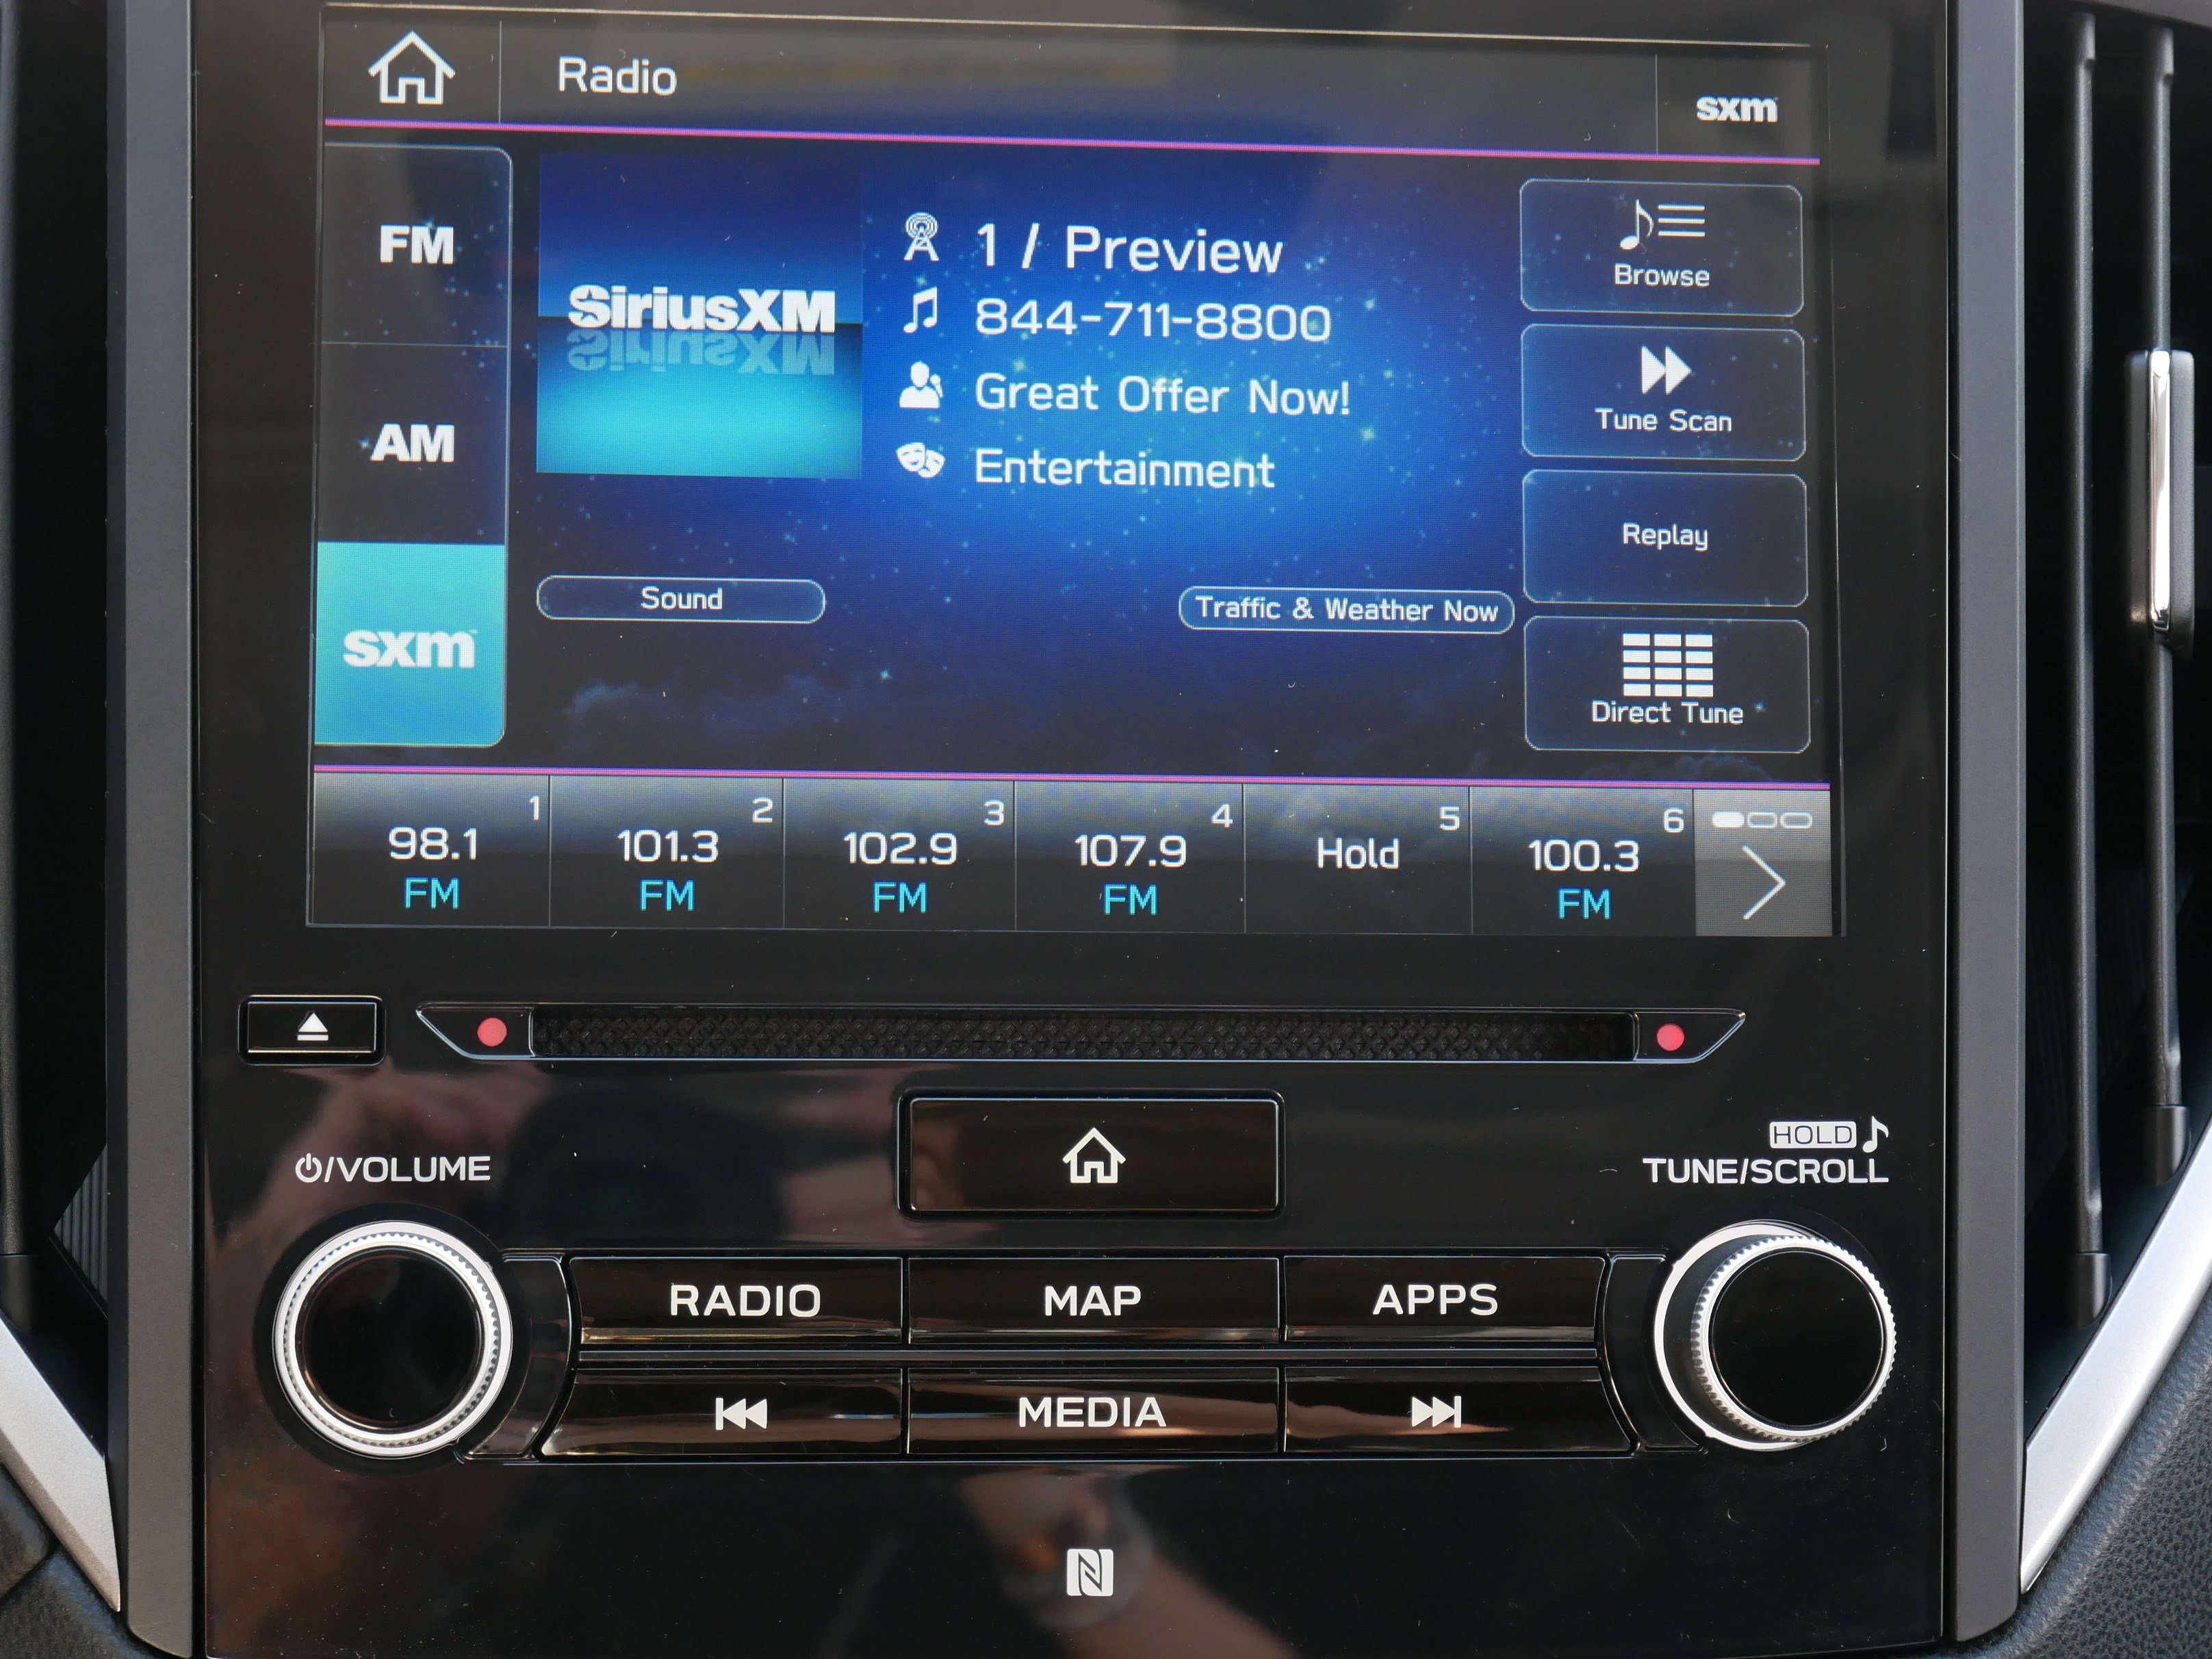 Radio
sxm
FM
AM
sxm
SiriusXM
1 / Preview
844-711-8800
Great Offer Now!
Entertainment
Sound
Traffic & Weather Now
Browse
Tune Scan
Replay
Direct Tune
1
98.1
FM
2
101.3
FM
3
102.9
FM
4
107.9
FM
5
Hold
6
100.3
FM
/VOLUME
HOLD
TUNE/SCROLL
RADIO
MAP
APPS
MEDIA
N